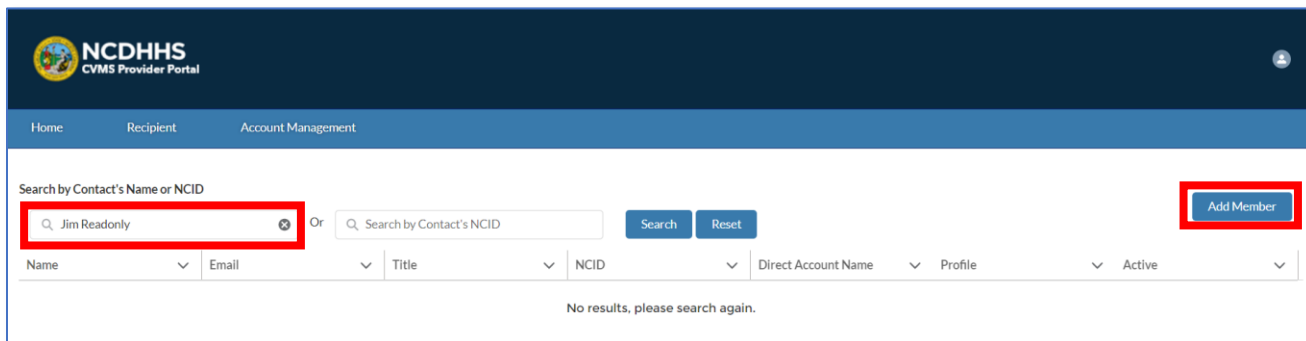 NCDHHS
CVMS Provider Portal
Home Recipient Account Management
Search by Contact's Name or NCID
Add Member
Jim Readonly Or Search by Contact's NCID Search Reset
Name Email Title NCID Direct Account Name Profile Active
No results, please search again.